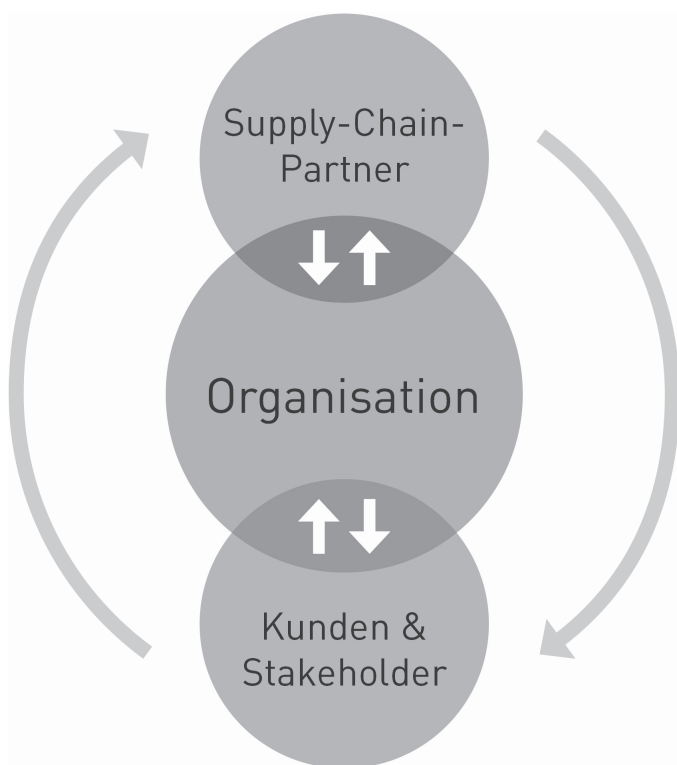 Supply-Chain-
Partner
Organisation
Kunden &
Stakeholder